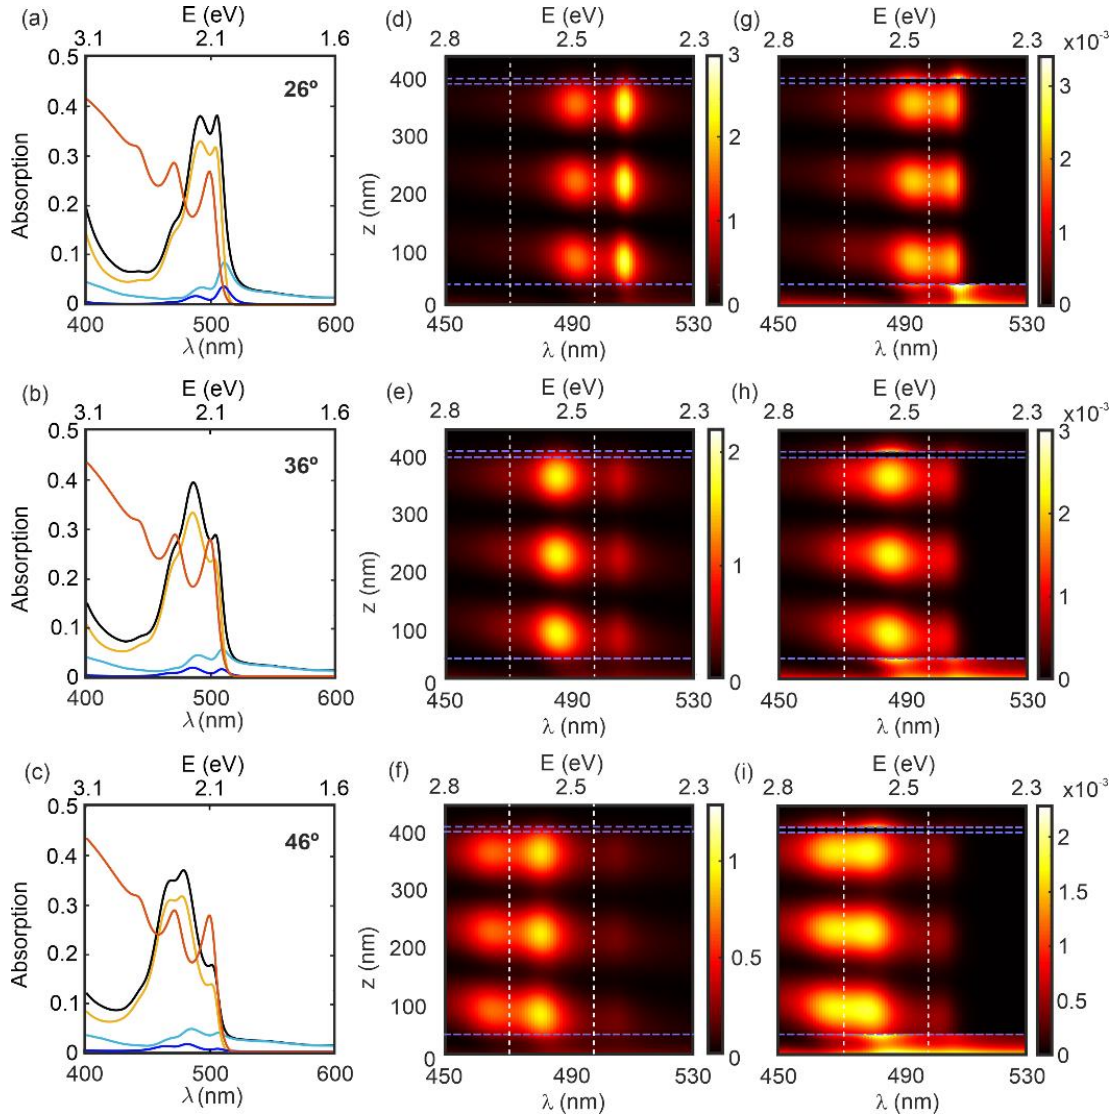 (a) E (eV)
3.1 2.1 1.6
0.5
0.4
0.3
0.2
0.1
0
Absorption
26º
400 500 600
λ (nm)
(d) E (eV)
2.8 2.5 2.3
400
300
200
100
0
z (nm)
450 490 530
λ (nm)
3
2
1
0
(g) E (eV)
2.8 2.5 2.3
x10⁻³
450 490 530
λ (nm)
3
2
1
0
(b) E (eV)
3.1 2.1 1.6
0.5
0.4
0.3
0.2
0.1
0
Absorption
36º
400 500 600
λ (nm)
(e) E (eV)
2.8 2.5 2.3
400
300
200
100
0
z (nm)
450 490 530
λ (nm)
2
1
0
(h) E (eV)
2.8 2.5 2.3
x10⁻³
450 490 530
λ (nm)
3
2
1
0
(c) E (eV)
3.1 2.1 1.6
0.5
0.4
0.3
0.2
0.1
0
Absorption
46º
400 500 600
λ (nm)
(f) E (eV)
2.8 2.5 2.3
400
300
200
100
0
z (nm)
450 490 530
λ (nm)
1
0.5
0
(i) E (eV)
2.8 2.5 2.3
x10⁻³
450 490 530
λ (nm)
2
1.5
1
0.5
0